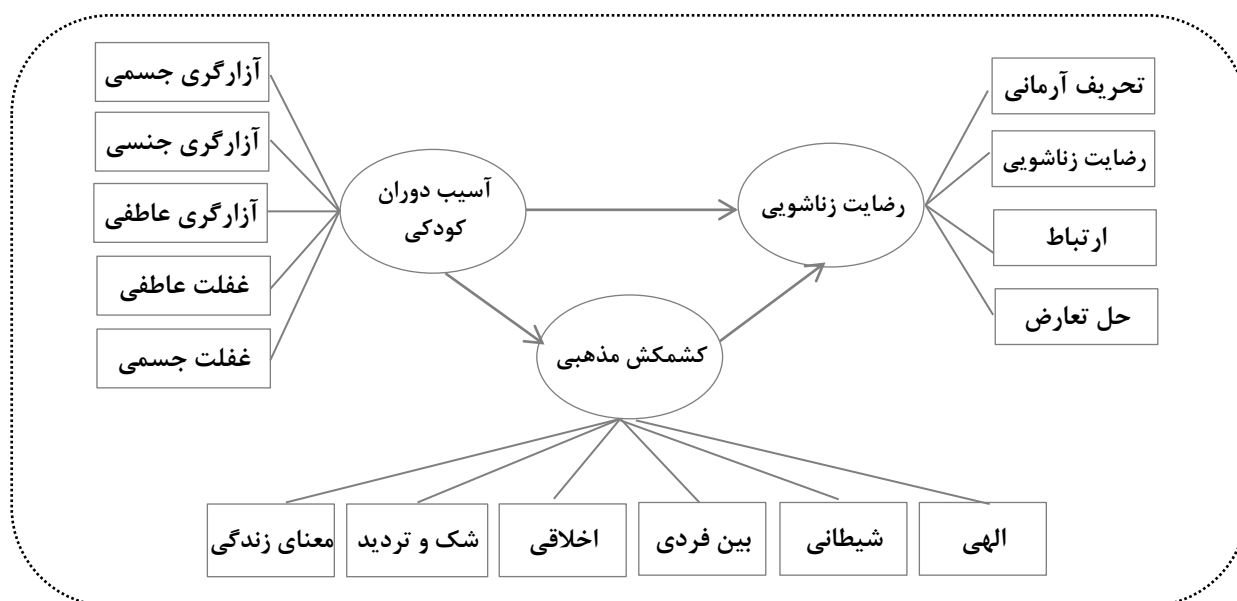 آزارگری جسمی
آزارگری جنسی
آزارگری عاطفی
غفلت عاطفی
غفلت جسمی
آسیب دوران
کودکی
کشمکش مذهبی
رضایت زناشویی
تحریف آرمانی
رضایت زناشویی
ارتباط
حل تعارض
الهی
شیطانی
بین فردی
اخلاقی
شک و تردید
معنای زندگی